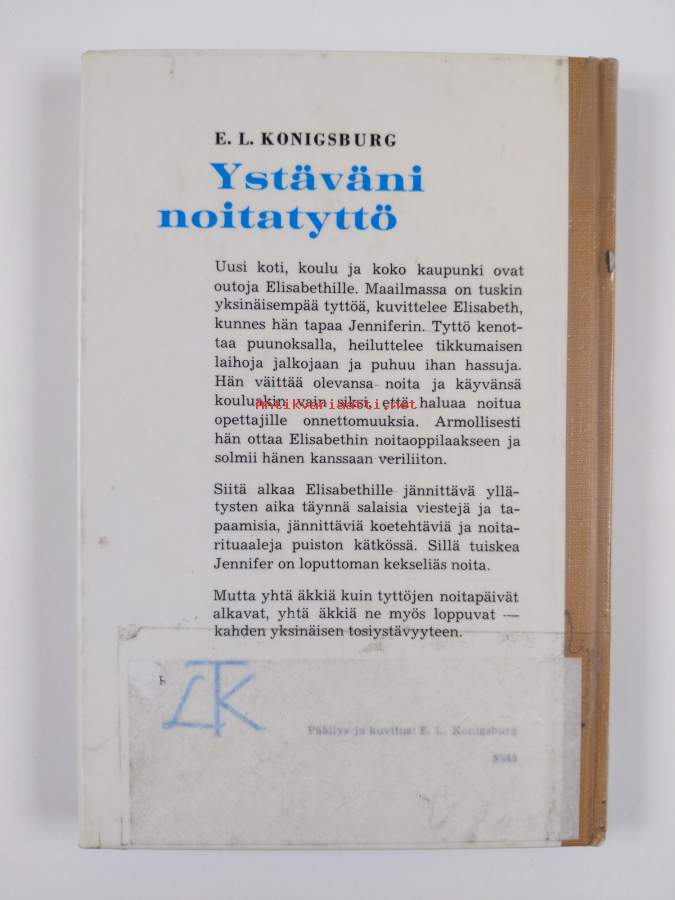 E. L. KONIGSBURG
Ystäväni
noitatyttö
Uusi koti, koulu ja koko kaupunki ovat
outoja Elisabethille. Maailmassa on tuskin
yksinäisempää tyttöä, kuvittelee Elisabeth,
kunnes hän tapaa Jenniferin. Tyttö kenot-
taa puunoksalla, heiluttelee tikkumaisen
laihoja jalkojaan ja puhuu ihan hassuja.
Hän väittää olevansa noita ja käyvänsä
kouluakin vain siksi, että haluaa noitua
Antikvariaatti.net
opettajille onnettomuuksia. Armollisesti
hän ottaa Elisabethin noitaoppilaakseen ja
solmii hänen kanssaan veriliiton.
Siitä alkaa Elisabethille jännittävä yllä-
tysten aika täynnä salaisia viestejä ja ta-
paamisia, jännittäviä koetehtäviä ja noita-
rituaaleja puiston kätkössä. Sillä tuiskea
Jennifer on loputtoman kekseliäs noita.
Mutta yhtä äkkiä kuin tyttöjen noitapäivät
alkavat, yhtä äkkiä ne myös loppuvat —
kahden yksinäisen tosiystävyyteen.
H
LTK
Päällys ja kuvitus: E. L. Konigsburg